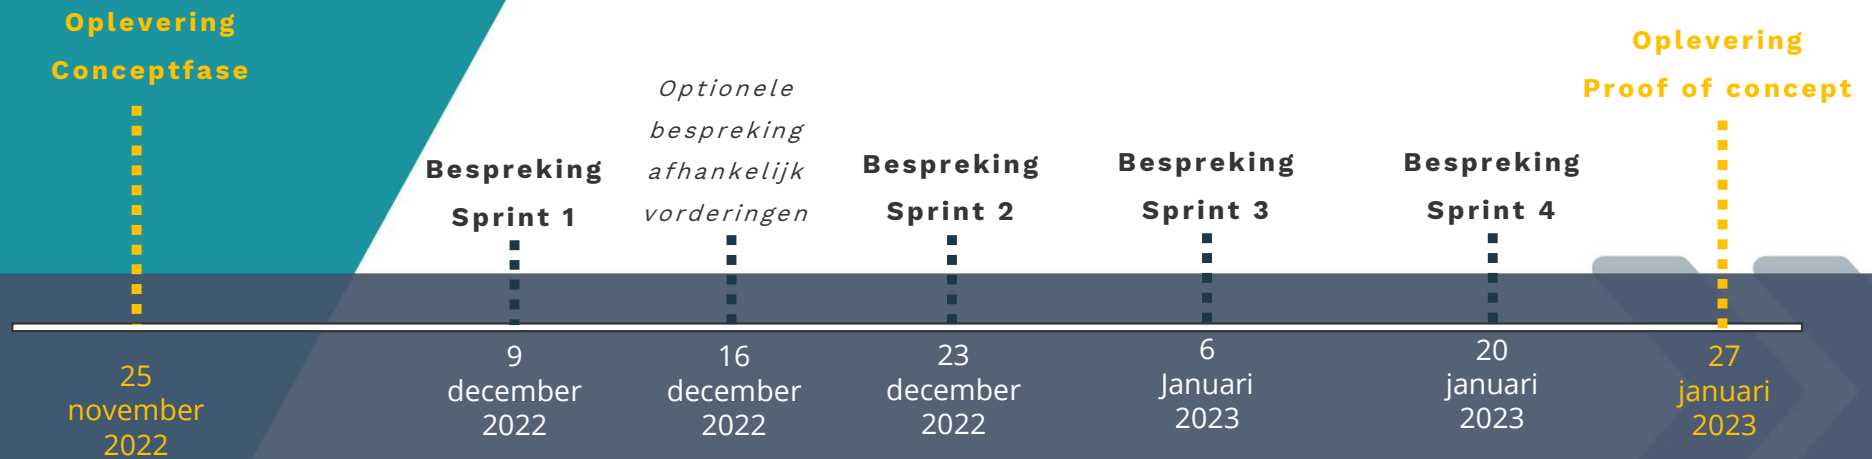 Oplevering
Conceptfase
25
november
2022
Bespreking
Sprint 1
9
december
2022
Optionele
bespreking
afhankelijk
vorderingen
16
december
2022
Bespreking
Sprint 2
23
december
2022
Bespreking
Sprint 3
6
Januari
2023
Bespreking
Sprint 4
20
januari
2023
Oplevering
Proof of concept
27
januari
2023